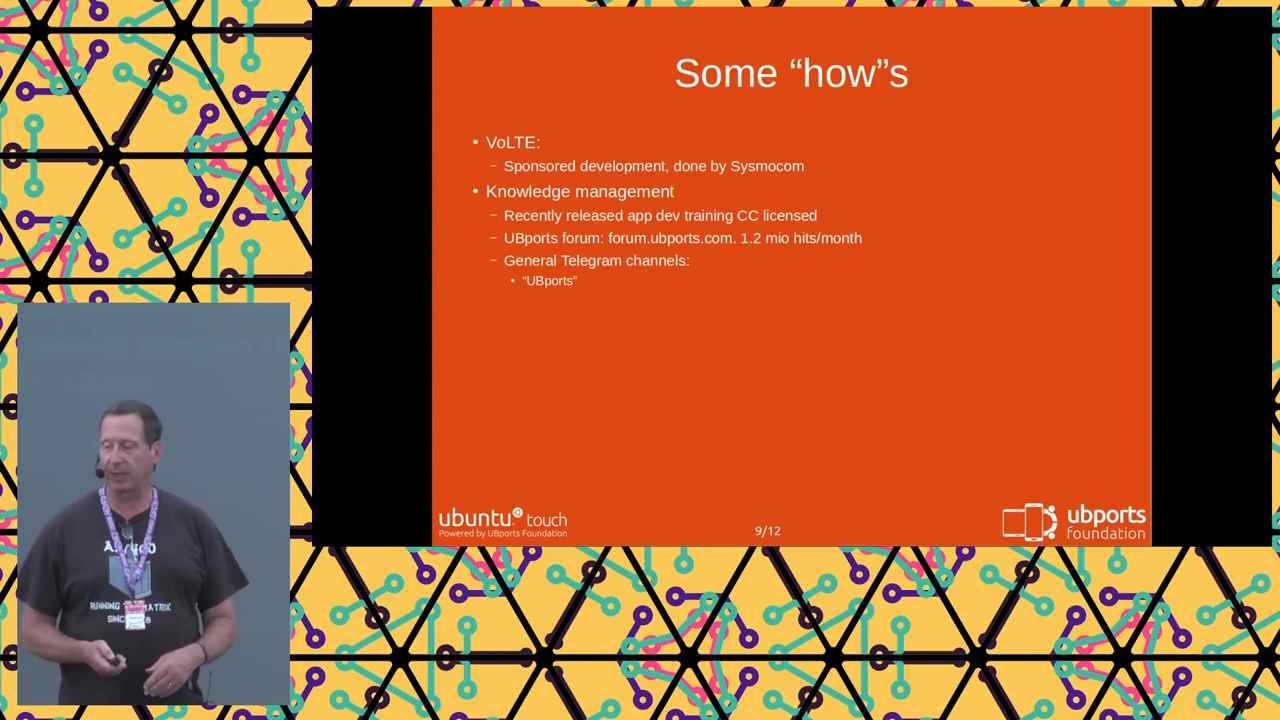 Some “how”s
• VoLTE:
– Sponsored development, done by Sysmocom
• Knowledge management
– Recently released app dev training CC licensed
– UBports forum: forum.ubports.com. 1.2 mio hits/month
– General Telegram channels:
• “UBports”
ubuntu touch
Powered by UBports Foundation
9/12
ubports
foundation
RUNNING
MATRIX